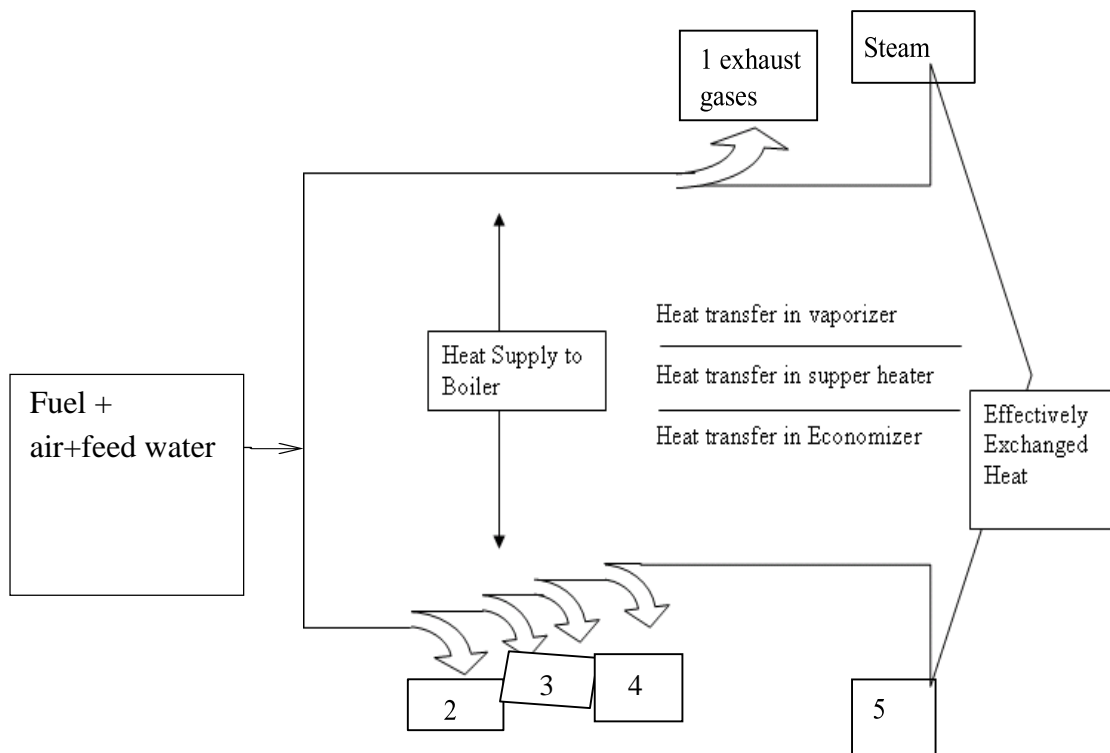 1 exhaust
gases
Steam
Heat transfer in vaporizer
Heat Supply to
Boiler
Heat transfer in supper heater
Heat transfer in Economizer
Fuel +
air+feed water
Effectively
Exchanged
Heat
2
3
4
5